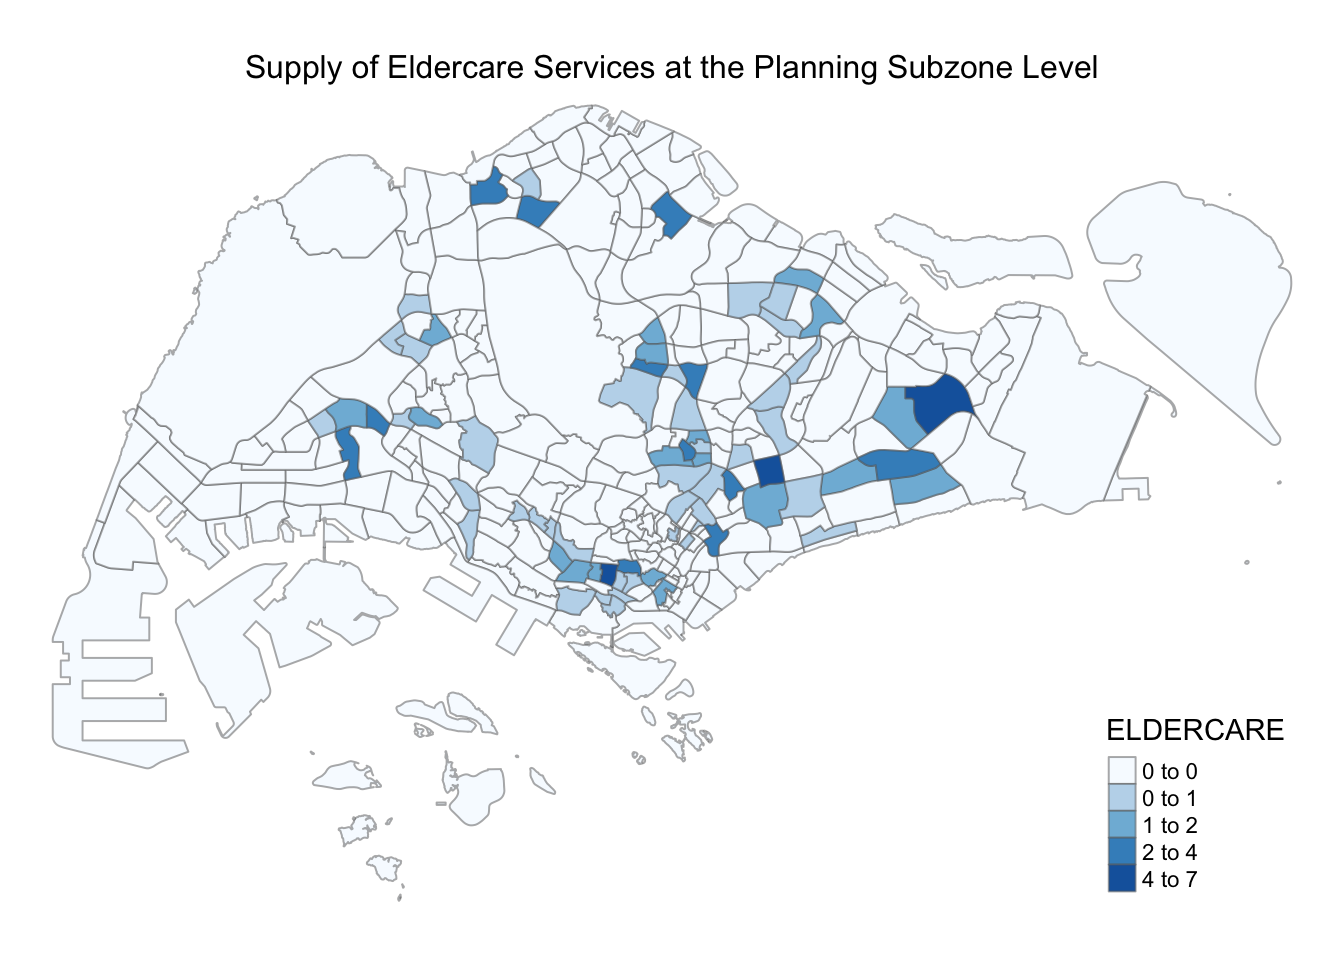 Supply of Eldercare Services at the Planning Subzone Level
ELDERCARE
0 to 0
0 to 1
1 to 2
2 to 4
4 to 7